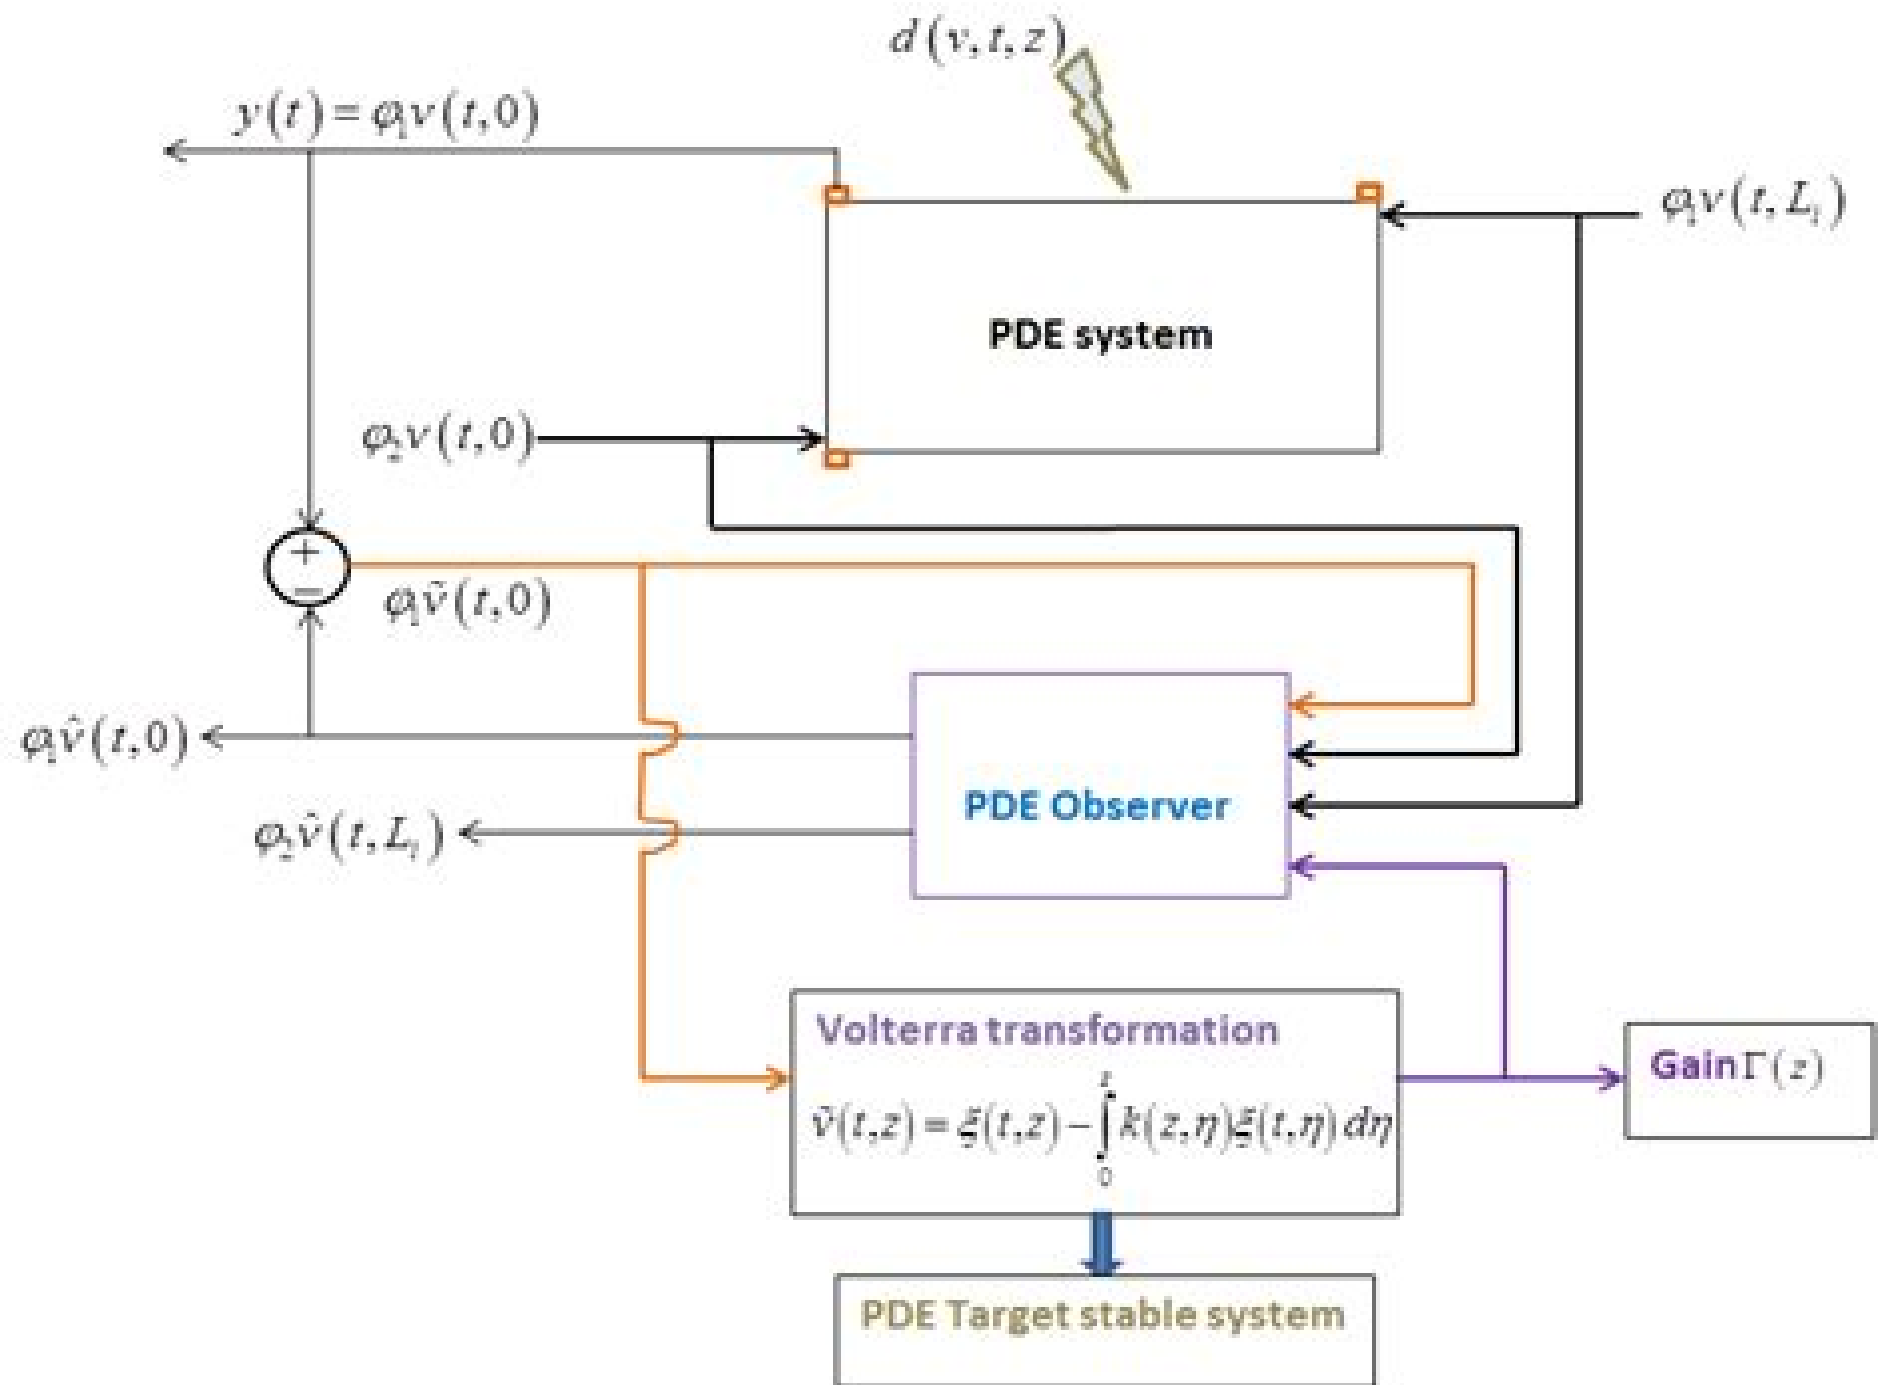 d(v,t,z)
y(t) = φ₁v(t,0)
φ₁v(t,Lᵢ)
PDE system
φ₂v(t,0)
+
−
φ₁ṽ(t,0)
φ₁v̂(t,0)
PDE Observer
φ₂v̂(t,Lᵢ)
Volterra transformation
Gain Γ(z)
ṽ(t,z) = ξ(t,z) − ∫₀ᶻ k(z,η)ξ(t,η) dη
PDE Target stable system